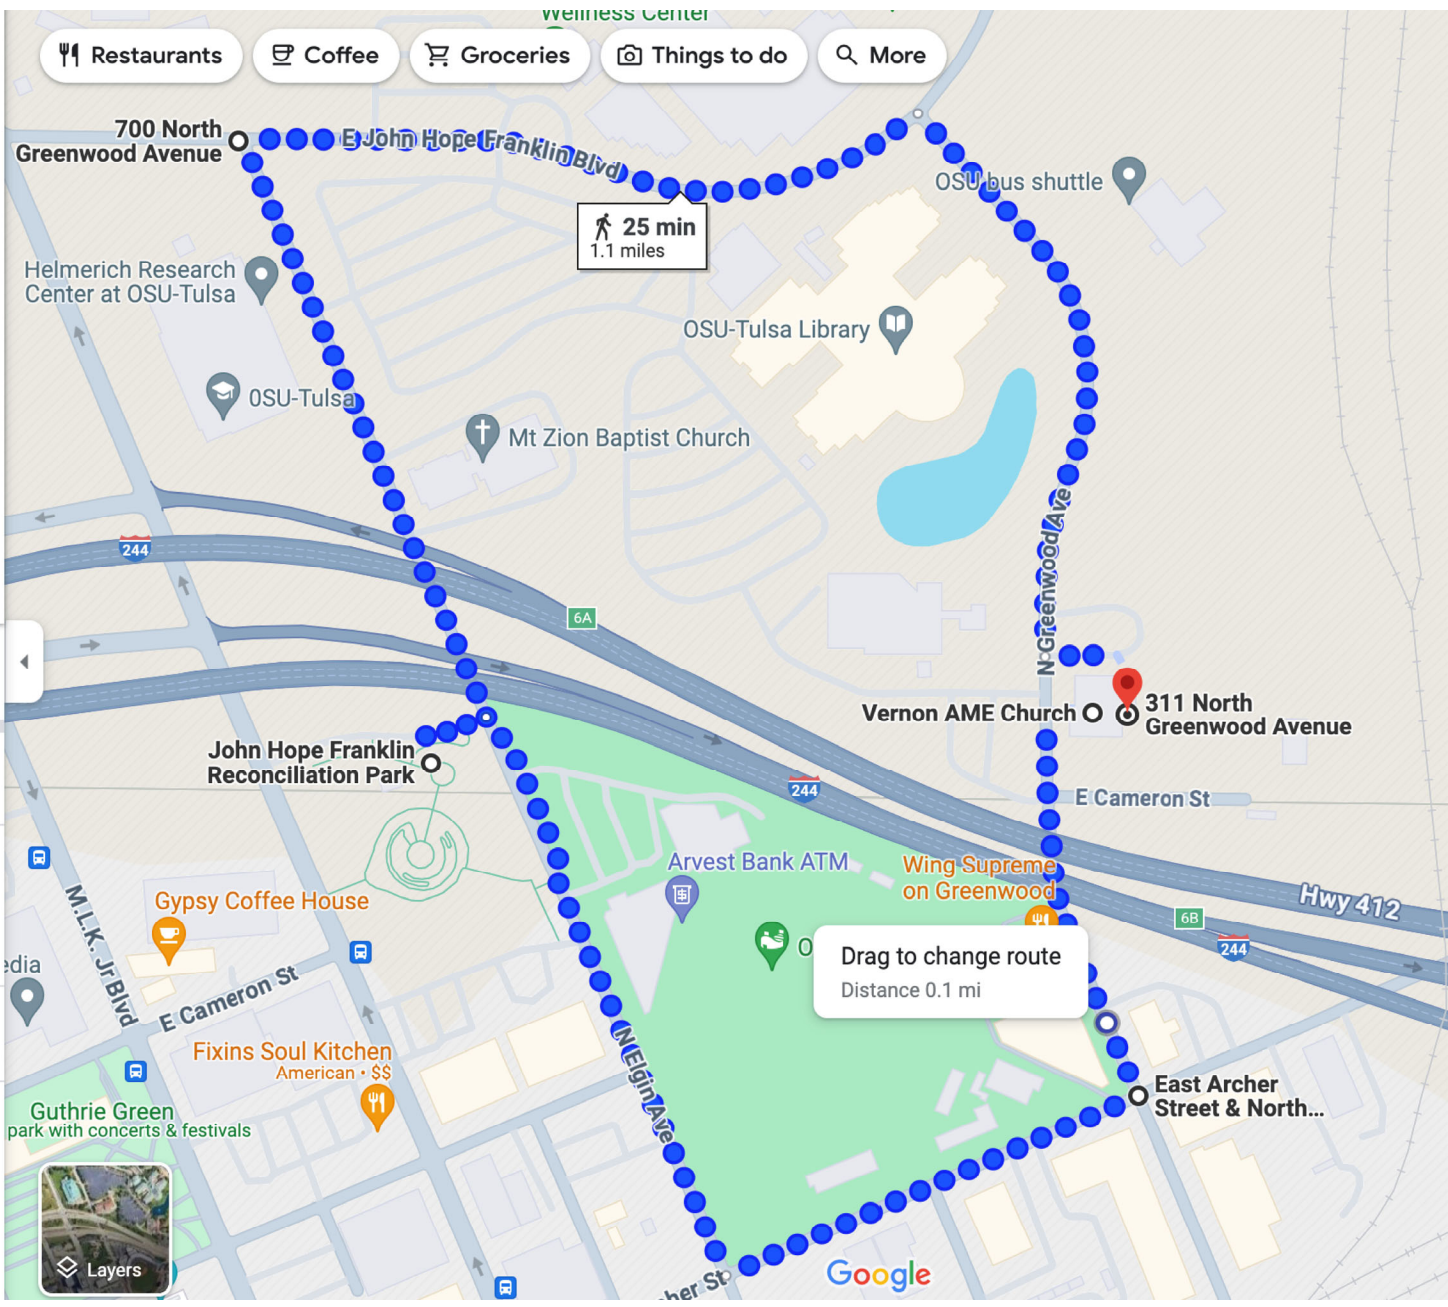 Wellness Center
Restaurants
Coffee
Groceries
Things to do
More
700 North
Greenwood Avenue
E John Hope Franklin Blvd
OSU bus shuttle
25 min
1.1 miles
Helmerich Research
Center at OSU-Tulsa
OSU-Tulsa Library
OSU-Tulsa
Mt Zion Baptist Church
244
6A
N Greenwood Ave
Vernon AME Church
311 North
Greenwood Avenue
John Hope Franklin
Reconciliation Park
244
E Cameron St
Arvest Bank ATM
Wing Supreme
on Greenwood
Hwy 412
Gypsy Coffee House
6B
244
M.L.K. Jr Blvd
edia
O
Drag to change route
Distance 0.1 mi
E Cameron St
Fixins Soul Kitchen
American • $$
N Elgin Ave
East Archer
Street & North...
Guthrie Green
park with concerts & festivals
Layers
her St
Google